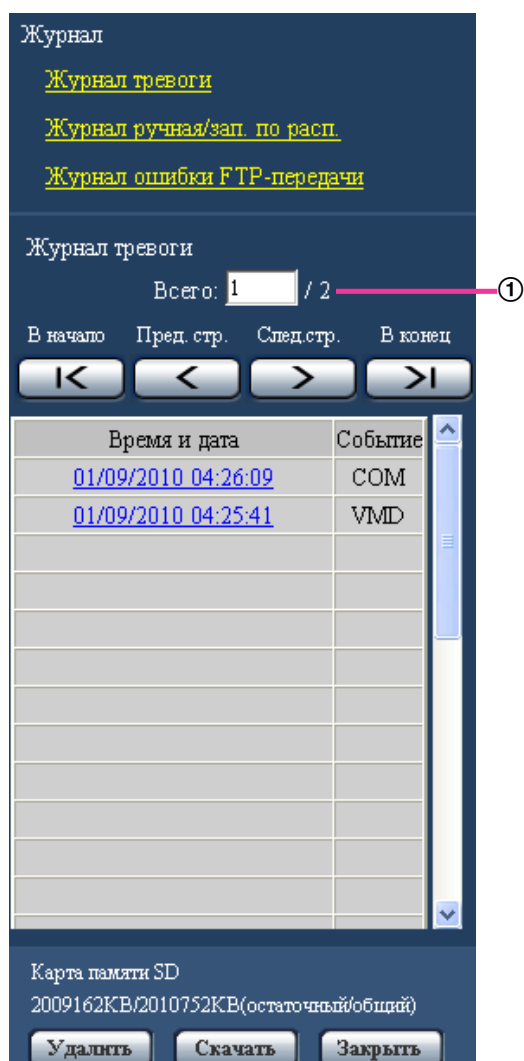 Журнал
Журнал тревоги
Журнал ручная/зап. по расп.
Журнал ошибки FTP-передачи
Журнал тревоги
Всего: 1 / 2 ①
В начало Пред. стр. След.стр. В конец
Время и дата Событие
01/09/2010 04:26:09 COM
01/09/2010 04:25:41 VMD
Карта памяти SD
2009162KB/2010752KB(остаточный/общий)
Удалить Скачать Закрыть